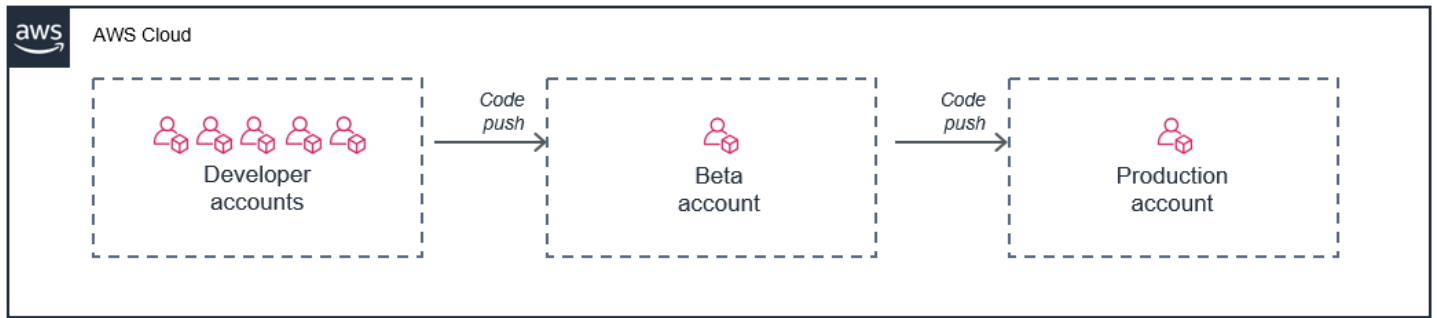 aws
AWS Cloud
Code
push
Code
push
Developer
accounts
Beta
account
Production
account